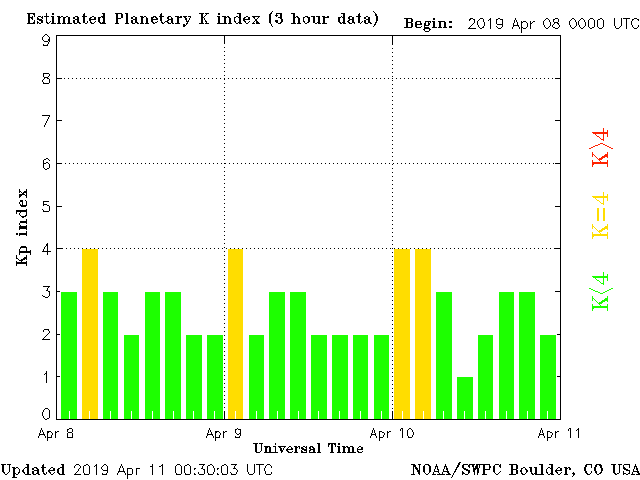 Estimated Planetary K index (3 hour data) Begin: 2019 Apr 08 0000 UTC
9
8
7
6
5
4
3
2
1
0
Kp index
Apr 8 Apr 9 Apr 10 Apr 11
Universal Time
K>4
K=4
K<4
Updated 2019 Apr 11 00:30:03 UTC NOAA/SWPC Boulder, CO USA